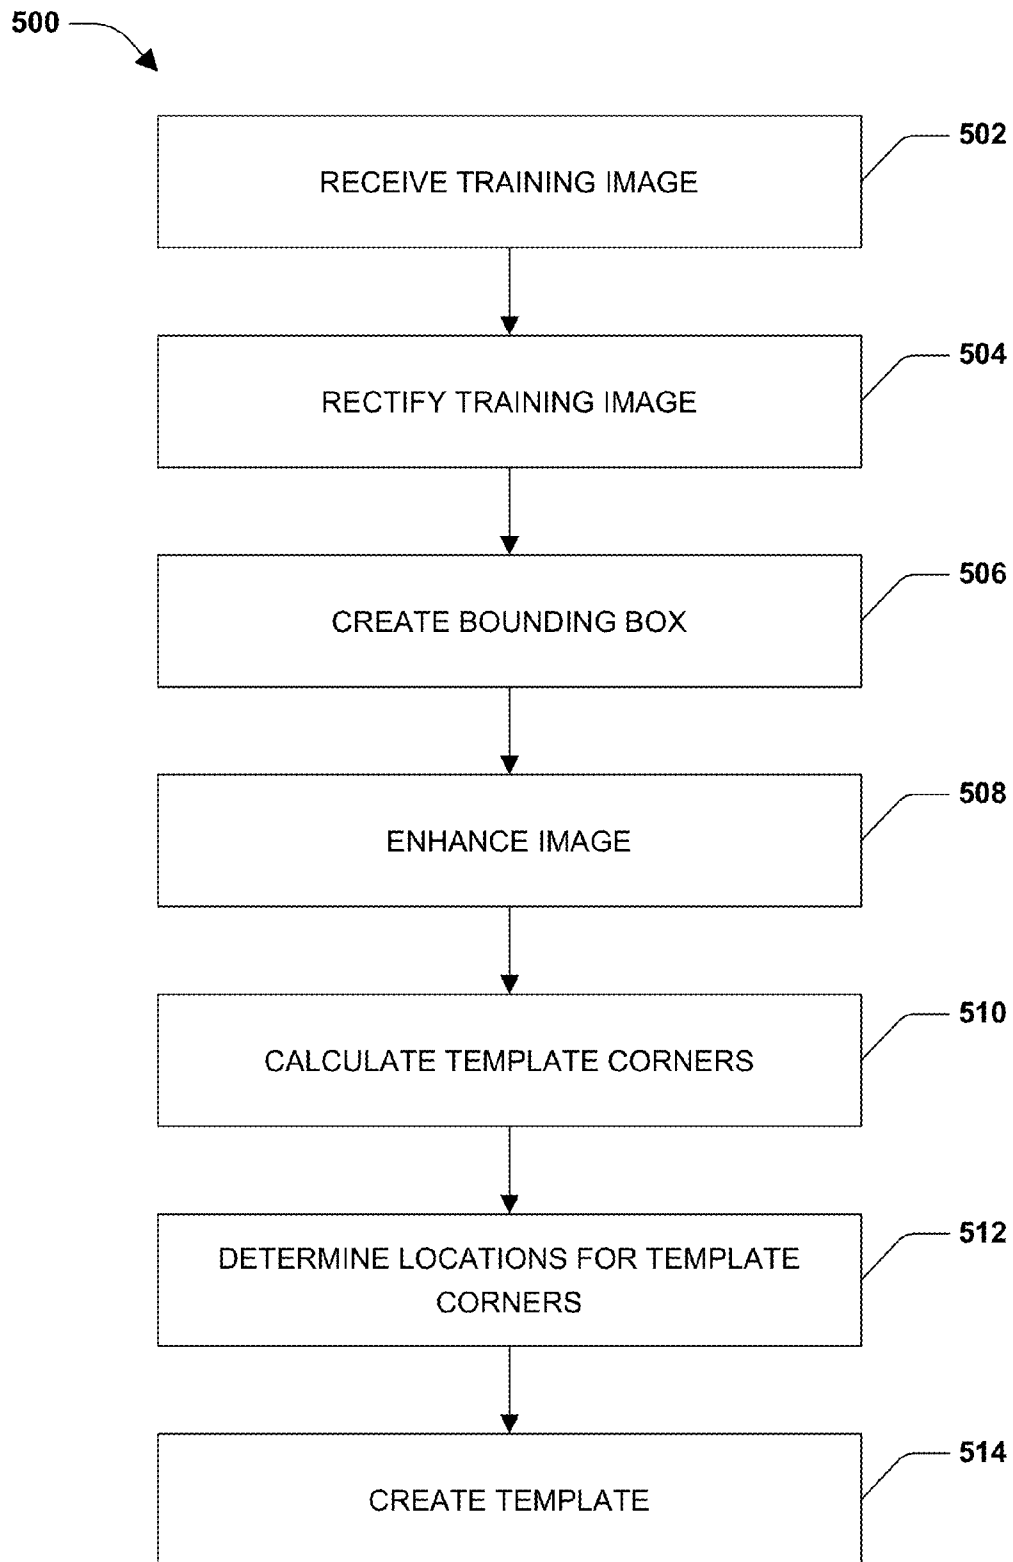 500
502
RECEIVE TRAINING IMAGE
504
RECTIFY TRAINING IMAGE
506
CREATE BOUNDING BOX
508
ENHANCE IMAGE
510
CALCULATE TEMPLATE CORNERS
512
DETERMINE LOCATIONS FOR TEMPLATE
CORNERS
514
CREATE TEMPLATE